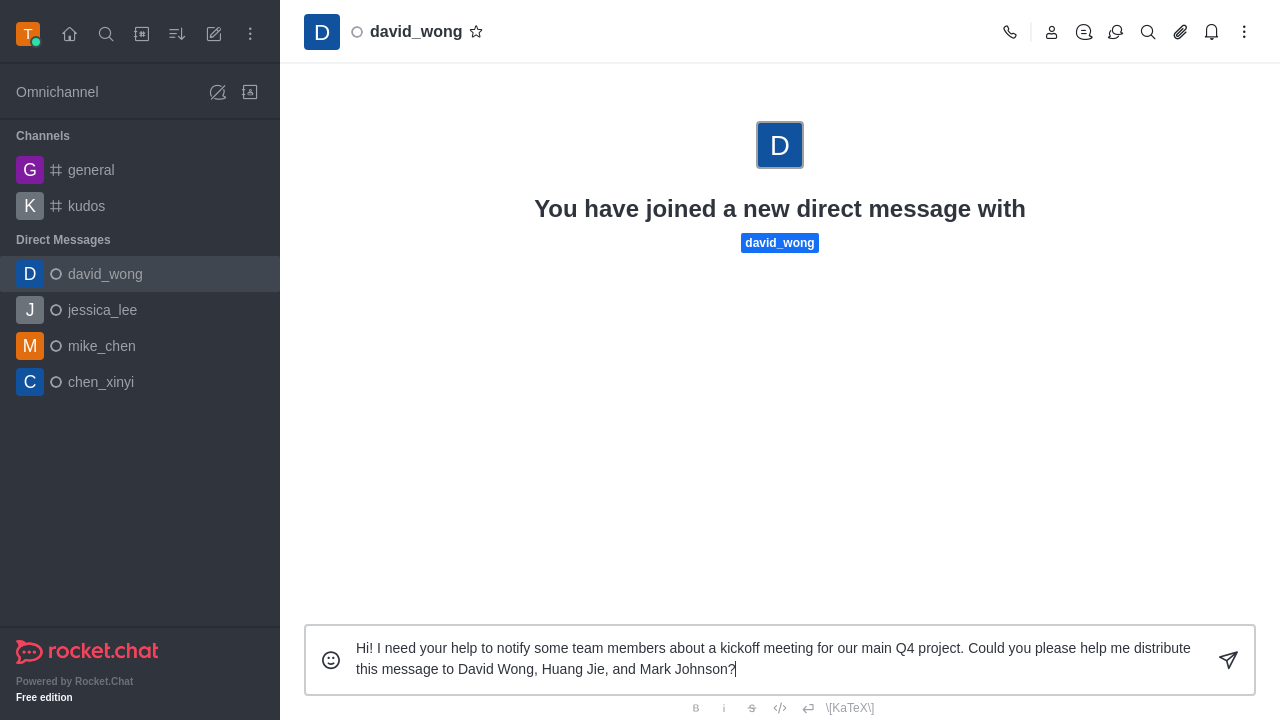 T
Omnichannel
Channels
G general
K kudos
Direct Messages
D david_wong
J jessica_lee
M mike_chen
C chen_xinyi
rocket.chat
Powered by Rocket.Chat
Free edition
D david_wong
D
You have joined a new direct message with
david_wong
Hi! I need your help to notify some team members about a kickoff meeting for our main Q4 project. Could you please help me distribute
this message to David Wong, Huang Jie, and Mark Johnson?
B i S \[KaTeX\]